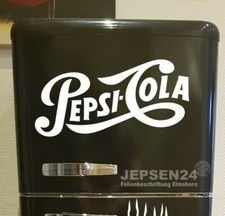 PEPSI-COLA
JEPSEN24
Folienbeschriftung Elmshorn